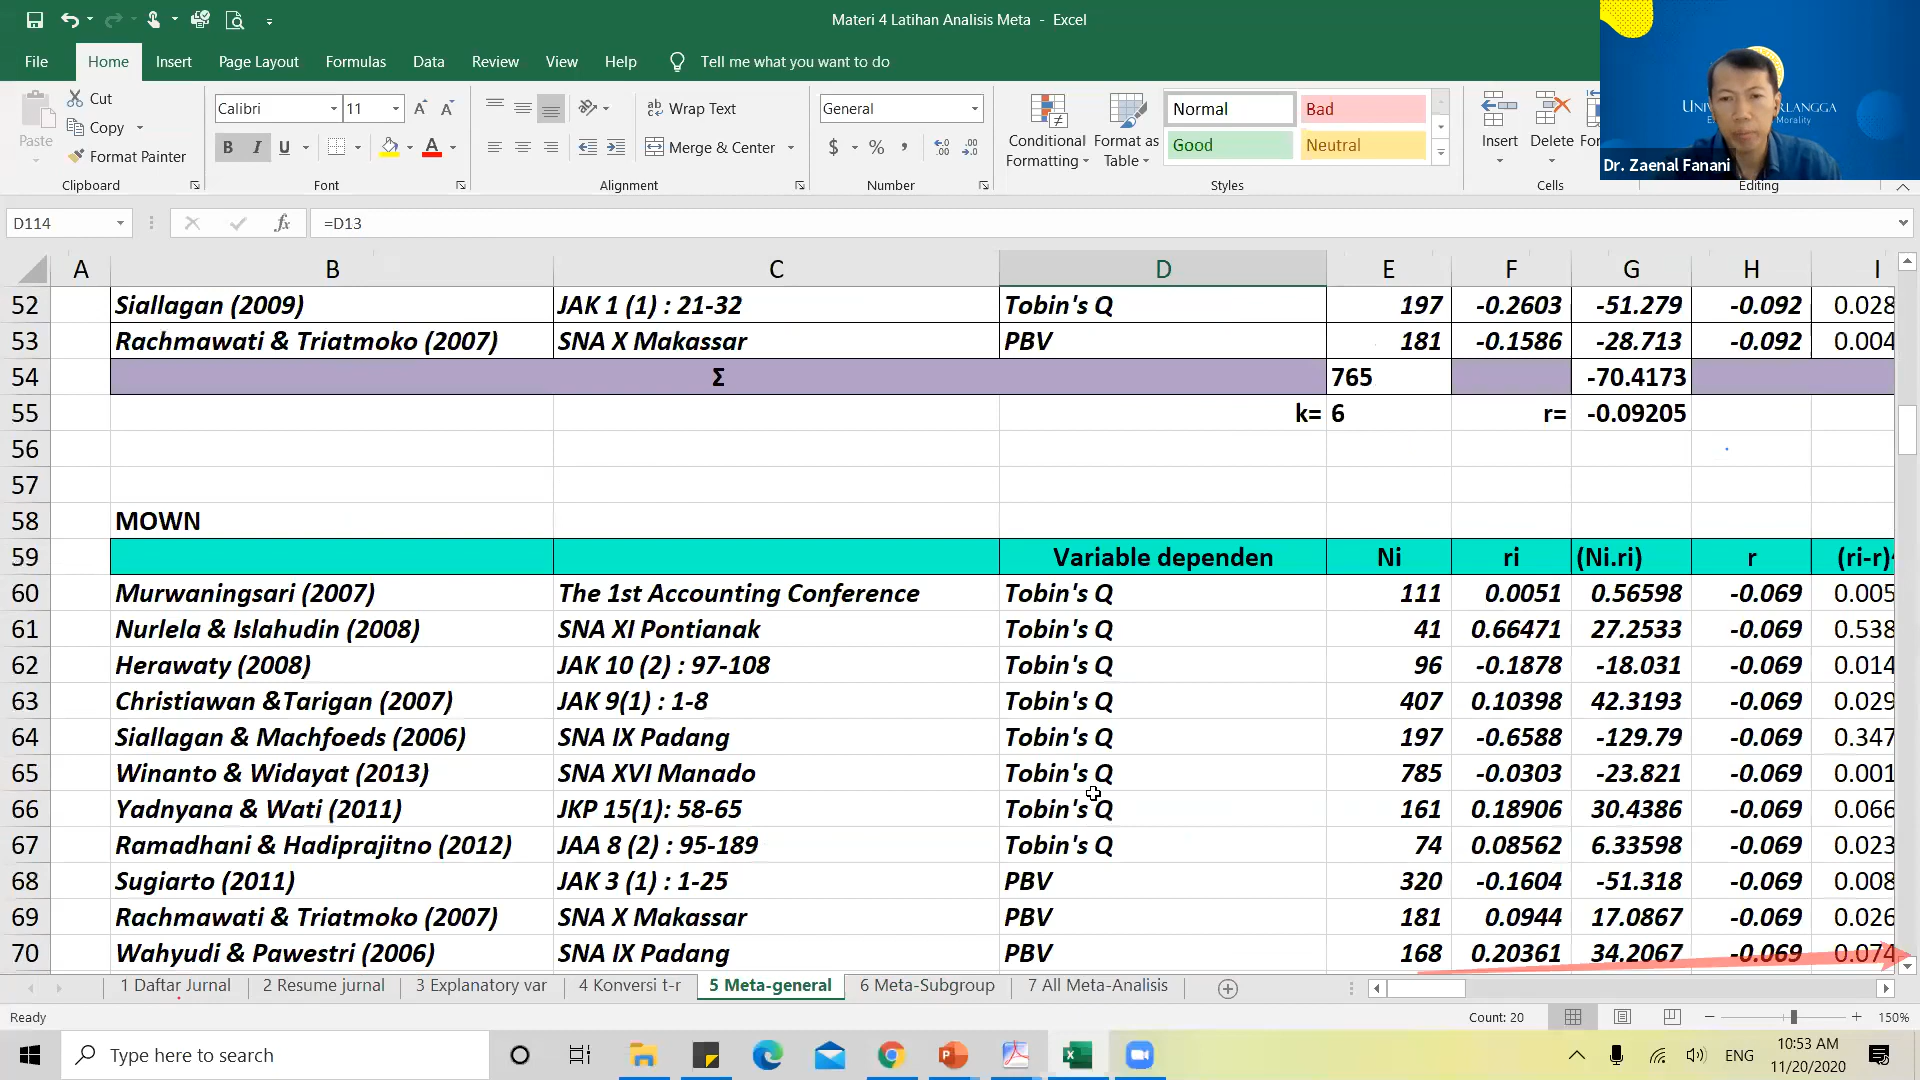 Materi 4 Latihan Analisis Meta - Excel
File Home Insert Page Layout Formulas Data Review View Help Tell me what you want to do
Paste Cut Copy Format Painter Clipboard
Calibri 11 B I U A Font
Wrap Text Merge & Center Alignment
General $ % , Number
Conditional Formatting Format as Table Normal Bad Good Neutral Styles
Insert Delete Cells Editing
Dr. Zaenal Fanani
D114 fx =D13
A B C D E F G H I
52 Siallagan (2009) JAK 1 (1) : 21-32 Tobin's Q 197 -0.2603 -51.279 -0.092 0.028
53 Rachmawati & Triatmoko (2007) SNA X Makassar PBV 181 -0.1586 -28.713 -0.092 0.004
54 Σ 765 -70.4173
55 k= 6 r= -0.09205
56
57
58 MOWN
59 Variable dependen Ni ri (Ni.ri) r (ri-r)
60 Murwaningsari (2007) The 1st Accounting Conference Tobin's Q 111 0.0051 0.56598 -0.069 0.005
61 Nurlela & Islahudin (2008) SNA XI Pontianak Tobin's Q 41 0.66471 27.2533 -0.069 0.538
62 Herawaty (2008) JAK 10 (2) : 97-108 Tobin's Q 96 -0.1878 -18.031 -0.069 0.014
63 Christiawan &Tarigan (2007) JAK 9(1) : 1-8 Tobin's Q 407 0.10398 42.3193 -0.069 0.029
64 Siallagan & Machfoeds (2006) SNA IX Padang Tobin's Q 197 -0.6588 -129.79 -0.069 0.347
65 Winanto & Widayat (2013) SNA XVI Manado Tobin's Q 785 -0.0303 -23.821 -0.069 0.001
66 Yadnyana & Wati (2011) JKP 15(1): 58-65 Tobin's Q 161 0.18906 30.4386 -0.069 0.066
67 Ramadhani & Hadiprajitno (2012) JAA 8 (2) : 95-189 Tobin's Q 74 0.08562 6.33598 -0.069 0.023
68 Sugiarto (2011) JAK 3 (1) : 1-25 PBV 320 -0.1604 -51.318 -0.069 0.008
69 Rachmawati & Triatmoko (2007) SNA X Makassar PBV 181 0.0944 17.0867 -0.069 0.026
70 Wahyudi & Pawestri (2006) SNA IX Padang PBV 168 0.20361 34.2067 -0.069 0.074
1 Daftar Jurnal 2 Resume jurnal 3 Explanatory var 4 Konversi t-r 5 Meta-general 6 Meta-Subgroup 7 All Meta-Analysis
Ready Count: 20 150%
Type here to search ENG 10:53 AM
11/20/2020